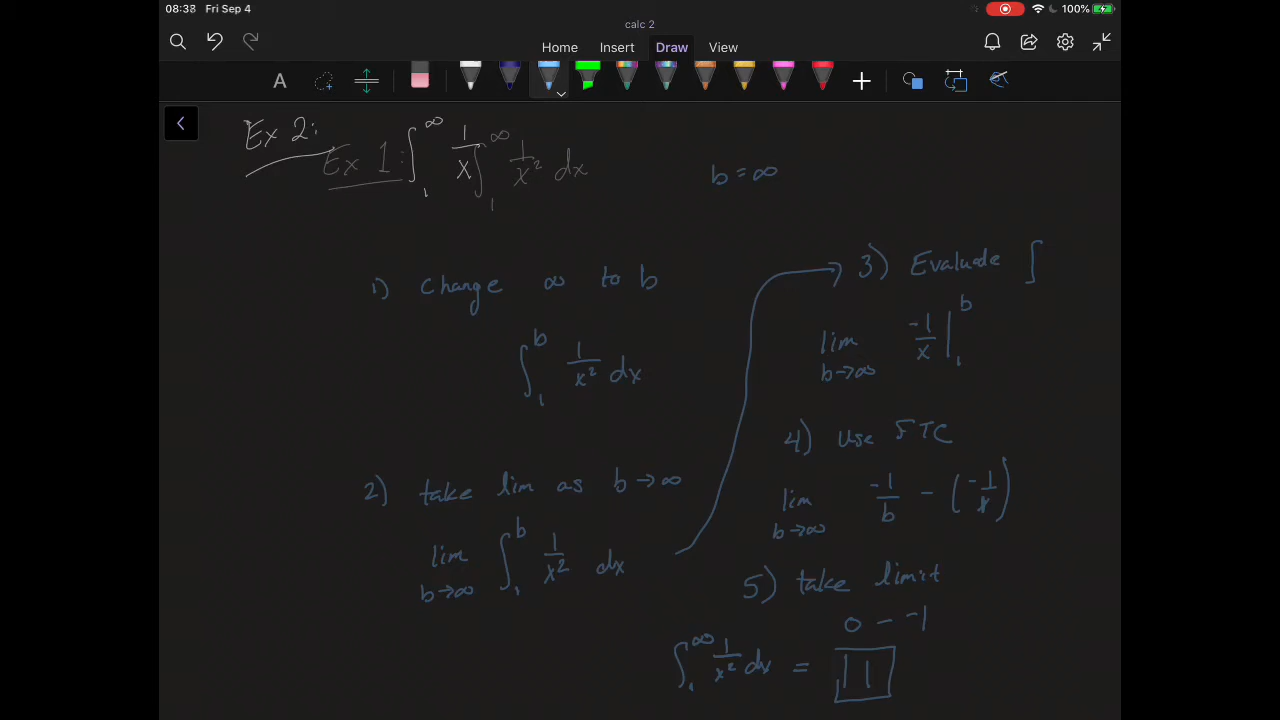 08:38 Fri Sep 4
100%
calc 2
Home Insert Draw View
A
Ex 2: ∫₁^∞ 1/x
Ex 1: ∫₁^∞ 1/x² dx
b = ∞
1) Change ∞ to b
∫₁^b 1/x² dx
2) take lim as b→∞
lim b→∞ ∫₁^b 1/x² dx
3) Evaluate ∫
lim b→∞ -1/x |₁^b
4) Use FTC
lim b→∞ -1/b - (-1/1)
5) take limit
0 - -1
∫₁^∞ 1/x² dx = 1